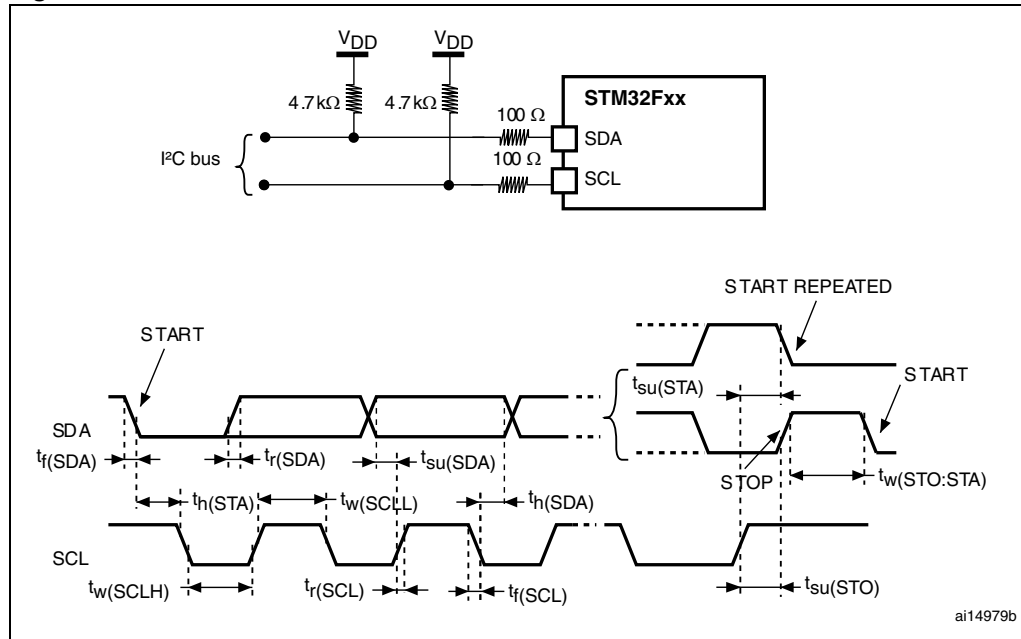 VDD VDD
4.7kΩ 4.7kΩ
STM32Fxx
100 Ω
SDA
I²C bus
100 Ω
SCL
START REPEATED
START
tsu(STA)
START
SDA
tf(SDA) tr(SDA) tsu(SDA)
STOP
tw(STO:STA)
th(STA) tw(SCLL) th(SDA)
SCL
tw(SCLH) tr(SCL) tf(SCL) tsu(STO)
ai14979b